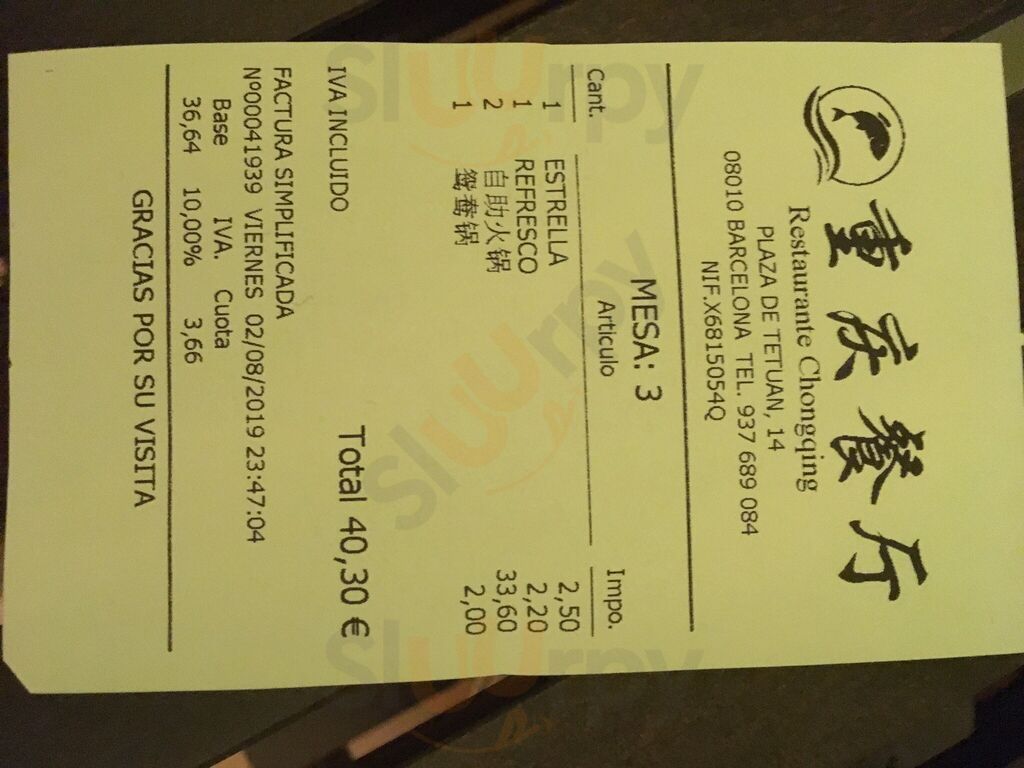 重庆餐厅
Restaurante Chongqing
PLAZA DE TETUAN, 14
08010 BARCELONA TEL. 937 689 084
NIF.X6815054Q
MESA: 3
Cant. Articulo Impo.
1 ESTRELLA 2,50
1 REFRESCO 2,20
2 自助火锅 33,60
1 鸳鸯锅 2,00
IVA INCLUIDO Total 40,30 €
FACTURA SIMPLIFICADA
Nº00041939 VIERNES 02/08/2019 23:47:04
Base IVA. Cuota
36,64 10,00% 3,66
GRACIAS POR SU VISITA
Sluurpy
Sluurpy
Sluurpy